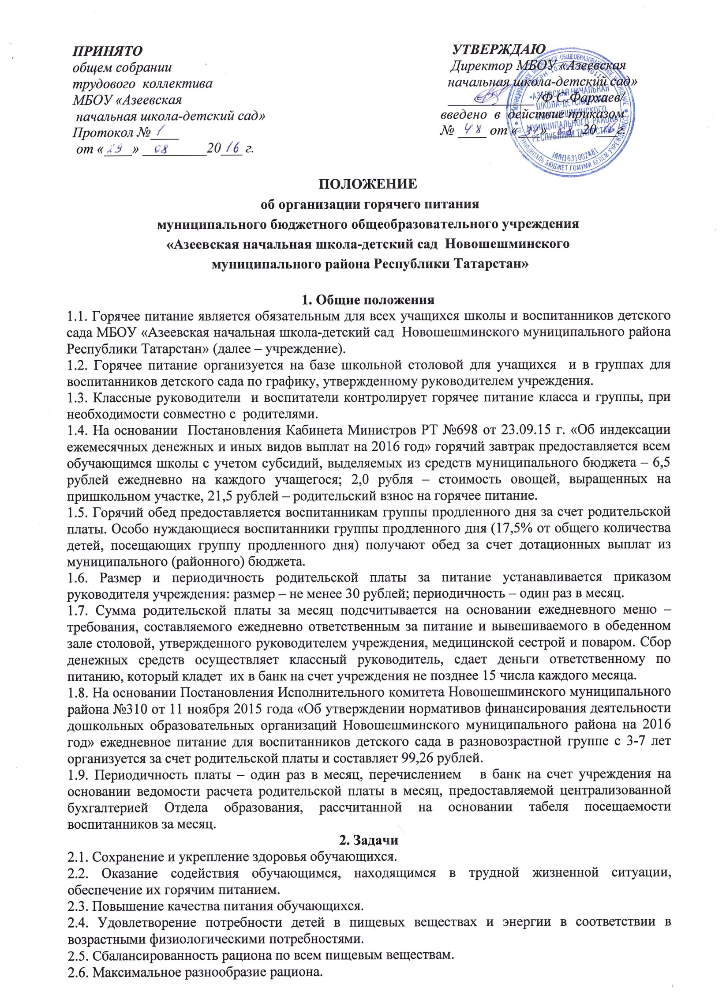 ПРИНЯТО
общем собрании
трудового коллектива
МБОУ «Азеевская
начальная школа-детский сад»
Протокол № 1
от «29» 08 2016 г.
УТВЕРЖДАЮ
Директор МБОУ «Азеевская
начальная школа-детский сад»
/Ф.С.Фархаев/
введено в действие приказом
№ 48 от «31» 08 2016 г.
«АЗЕЕВСКАЯ НАЧАЛЬНАЯ
ШКОЛА-ДЕТСКИЙ САД
НОВОШЕШМИНСКОГО
МУНИЦИПАЛЬНОГО РАЙОНА
РЕСПУБЛИКИ ТАТАРСТАН»
ИНН1631002481
ПОЛОЖЕНИЕ
об организации горячего питания
муниципального бюджетного общеобразовательного учреждения
«Азеевская начальная школа-детский сад Новошешминского
муниципального района Республики Татарстан»
1. Общие положения
1.1. Горячее питание является обязательным для всех учащихся школы и воспитанников детского
сада МБОУ «Азеевская начальная школа-детский сад Новошешминского муниципального района
Республики Татарстан» (далее – учреждение).
1.2. Горячее питание организуется на базе школьной столовой для учащихся и в группах для
воспитанников детского сада по графику, утвержденному руководителем учреждения.
1.3. Классные руководители и воспитатели контролирует горячее питание класса и группы, при
необходимости совместно с родителями.
1.4. На основании Постановления Кабинета Министров РТ №698 от 23.09.15 г. «Об индексации
ежемесячных денежных и иных видов выплат на 2016 год» горячий завтрак предоставляется всем
обучающимся школы с учетом субсидий, выделяемых из средств муниципального бюджета – 6,5
рублей ежедневно на каждого учащегося; 2,0 рубля – стоимость овощей, выращенных на
пришкольном участке, 21,5 рублей – родительский взнос на горячее питание.
1.5. Горячий обед предоставляется воспитанникам группы продленного дня за счет родительской
платы. Особо нуждающиеся воспитанники группы продленного дня (17,5% от общего количества
детей, посещающих группу продленного дня) получают обед за счет дотационных выплат из
муниципального (районного) бюджета.
1.6. Размер и периодичность родительской платы за питание устанавливается приказом
руководителя учреждения: размер – не менее 30 рублей; периодичность – один раз в месяц.
1.7. Сумма родительской платы за месяц подсчитывается на основании ежедневного меню –
требования, составляемого ежедневно ответственным за питание и вывешиваемого в обеденном
зале столовой, утвержденного руководителем учреждения, медицинской сестрой и поваром. Сбор
денежных средств осуществляет классный руководитель, сдает деньги ответственному по
питанию, который кладет их в банк на счет учреждения не позднее 15 числа каждого месяца.
1.8. На основании Постановления Исполнительного комитета Новошешминского муниципального
района №310 от 11 ноября 2015 года «Об утверждении нормативов финансирования деятельности
дошкольных образовательных организаций Новошешминского муниципального района на 2016
год» ежедневное питание для воспитанников детского сада в разновозрастной группе с 3-7 лет
организуется за счет родительской платы и составляет 99,26 рублей.
1.9. Периодичность платы – один раз в месяц, перечислением в банк на счет учреждения на
основании ведомости расчета родительской платы в месяц, предоставляемой централизованной
бухгалтерией Отдела образования, рассчитанной на основании табеля посещаемости
воспитанников за месяц.
2. Задачи
2.1. Сохранение и укрепление здоровья обучающихся.
2.2. Оказание содействия обучающимся, находящимся в трудной жизненной ситуации,
обеспечение их горячим питанием.
2.3. Повышение качества питания обучающихся.
2.4. Удовлетворение потребности детей в пищевых веществах и энергии в соответствии в
возрастными физиологическими потребностями.
2.5. Сбалансированность рациона по всем пищевым веществам.
2.6. Максимальное разнообразие рациона.